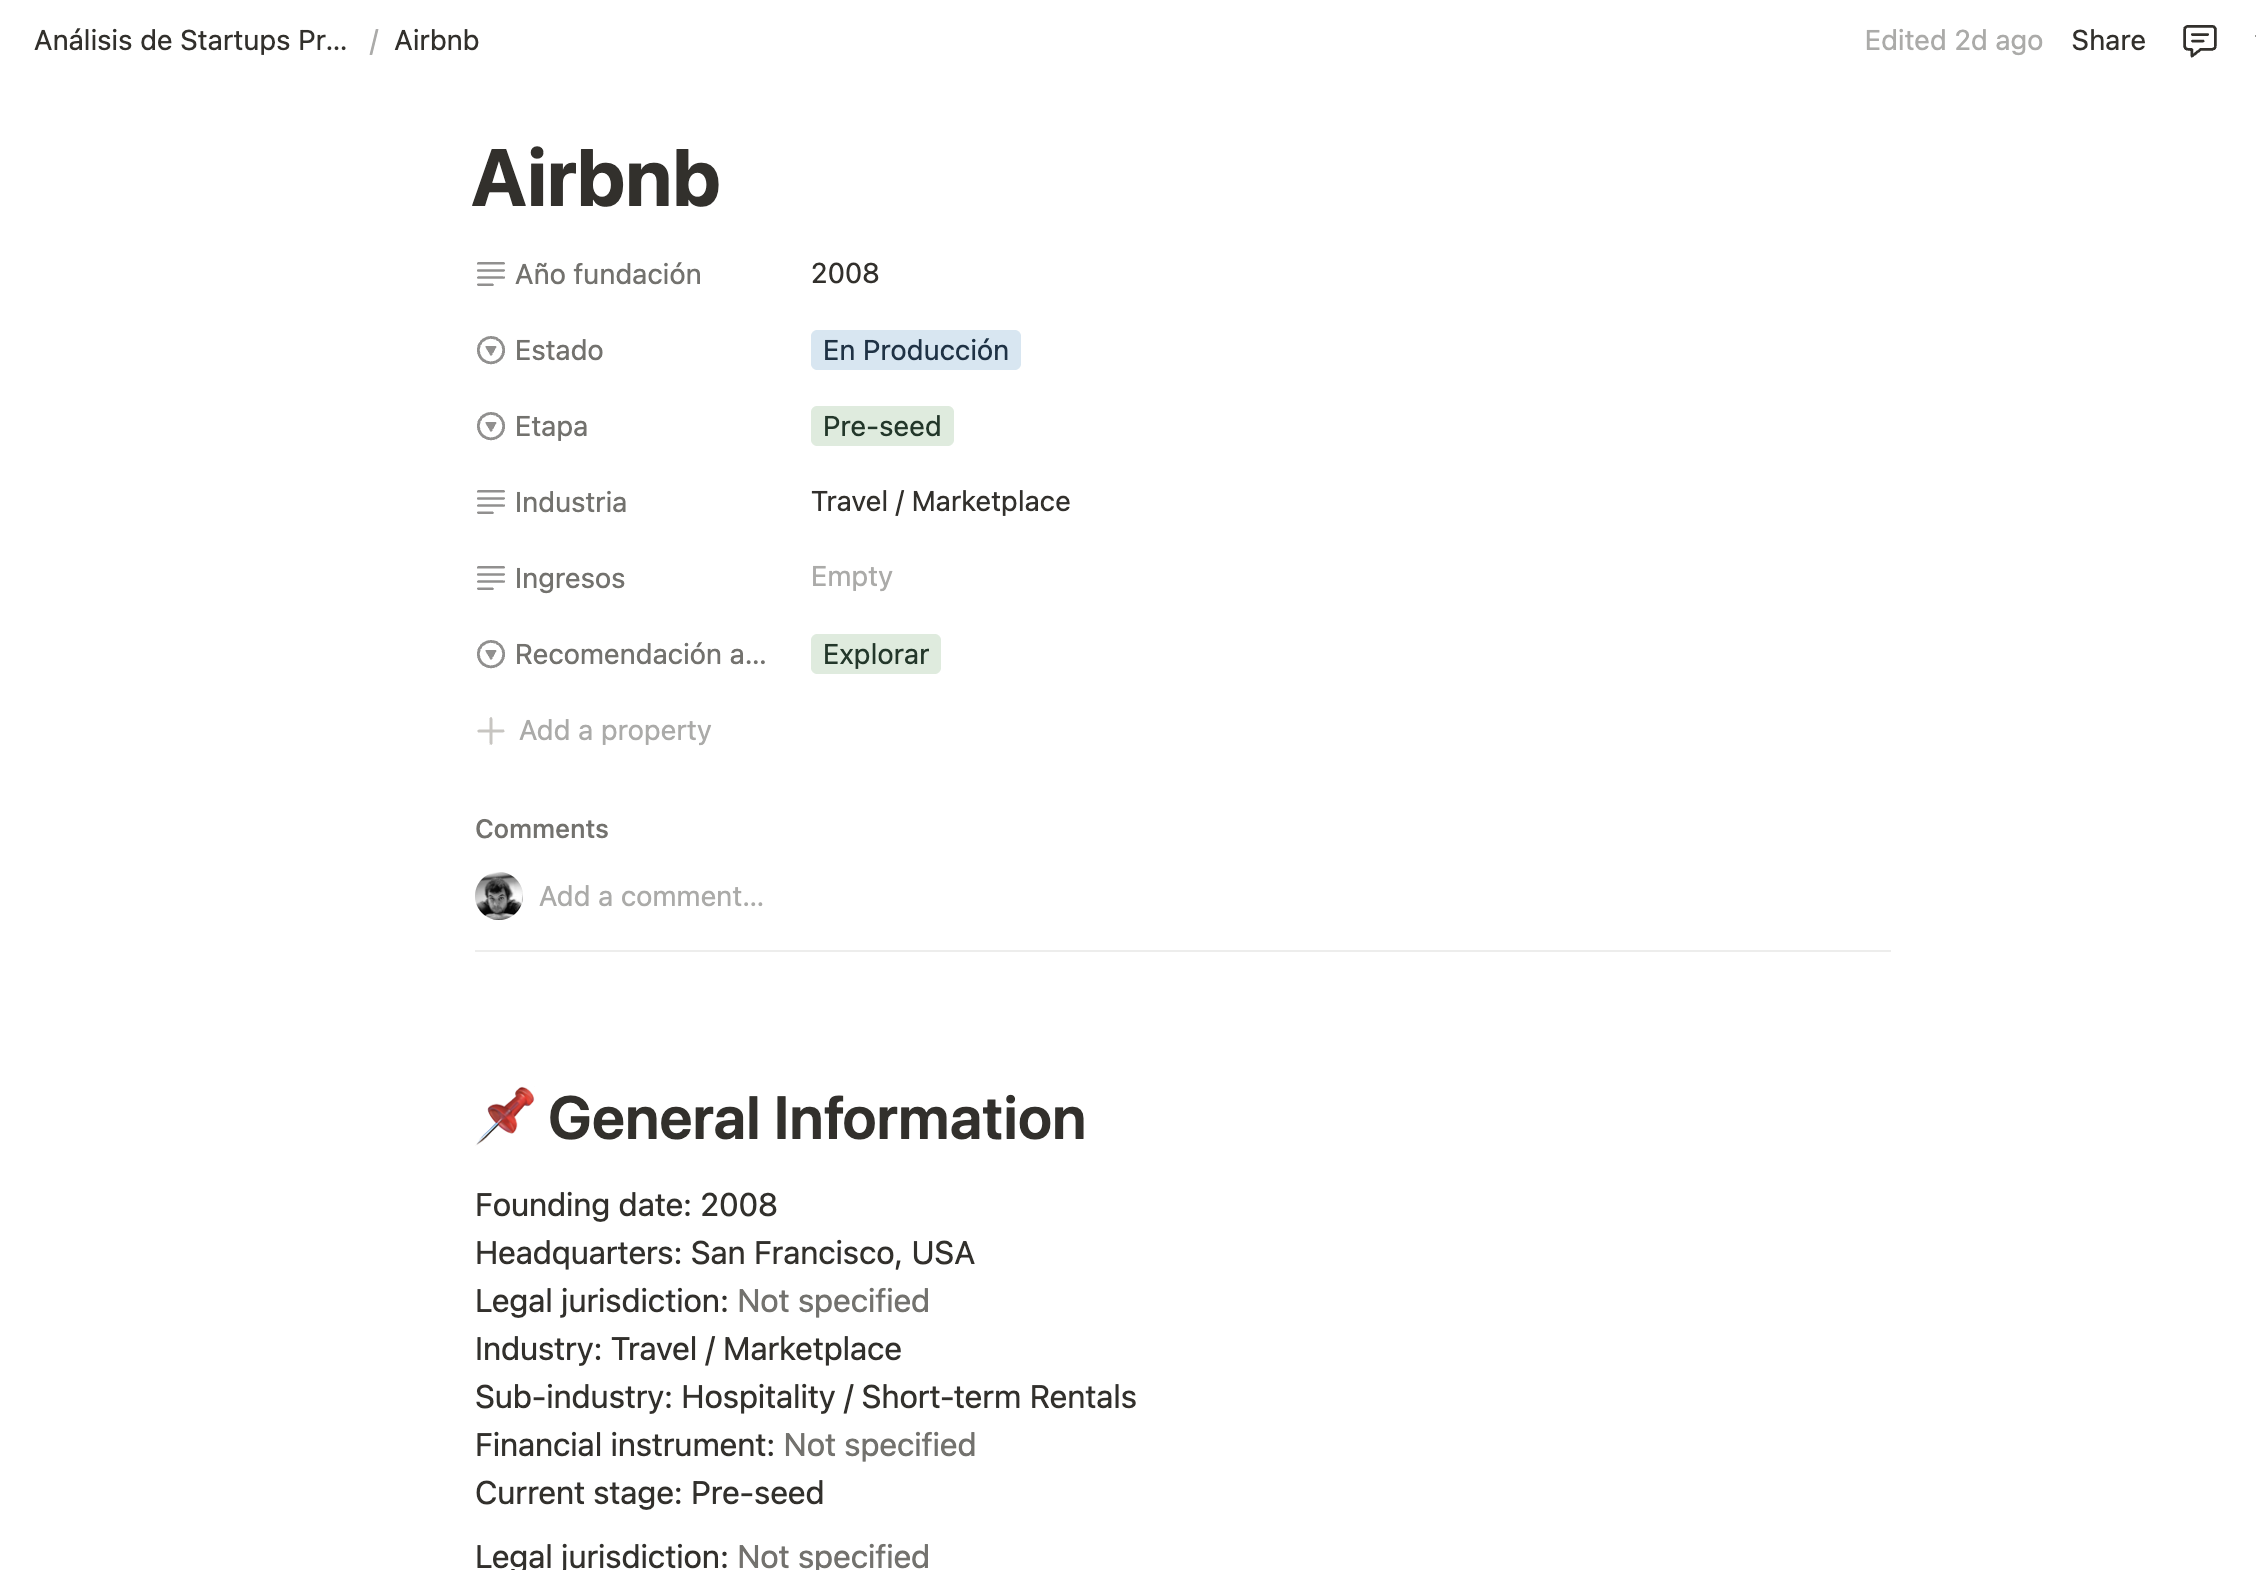 Análisis de Startups Pr... / Airbnb
Edited 2d ago Share
Airbnb
Año fundación 2008
Estado En Producción
Etapa Pre-seed
Industria Travel / Marketplace
Ingresos Empty
Recomendación a... Explorar
Add a property
Comments
Add a comment...
📌 General Information
Founding date: 2008
Headquarters: San Francisco, USA
Legal jurisdiction: Not specified
Industry: Travel / Marketplace
Sub-industry: Hospitality / Short-term Rentals
Financial instrument: Not specified
Current stage: Pre-seed
Legal jurisdiction: Not specified